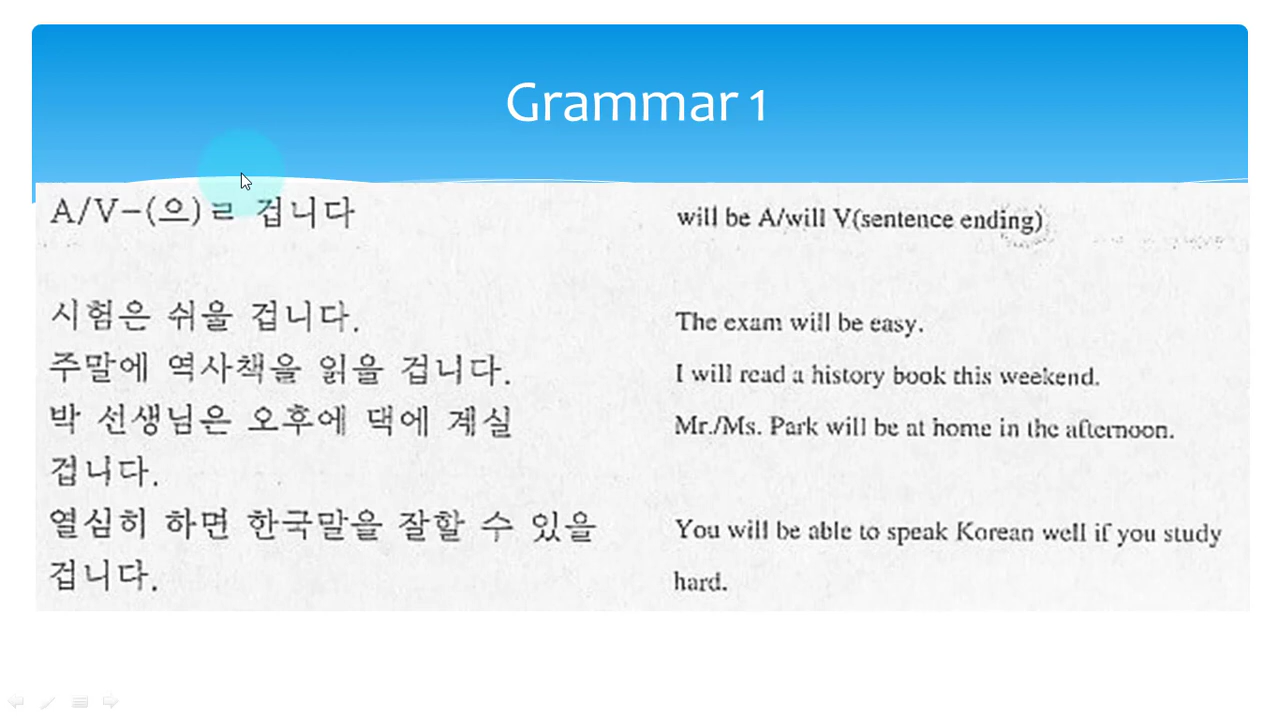 Grammar 1
A/V-(으)ㄹ 겁니다
will be A/will V(sentence ending)
시험은 쉬울 겁니다.
The exam will be easy.
주말에 역사책을 읽을 겁니다.
I will read a history book this weekend.
박 선생님은 오후에 댁에 계실
겁니다.
Mr./Ms. Park will be at home in the afternoon.
열심히 하면 한국말을 잘할 수 있을
겁니다.
You will be able to speak Korean well if you study
hard.